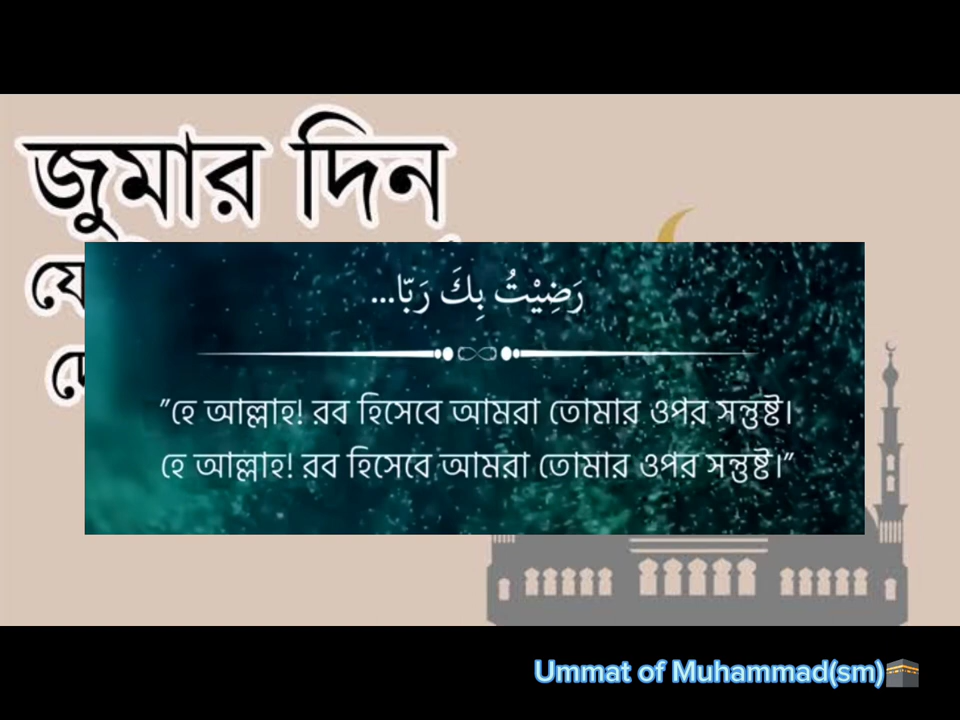 জুমার দিন
رَضِيْتُ بِكَ رَبّا...
"হে আল্লাহ! রব হিসেবে আমরা তোমার ওপর সন্তুষ্ট।
হে আল্লাহ! রব হিসেবে আমরা তোমার ওপর সন্তুষ্ট।"
Ummat of Muhammad(sm)🕋